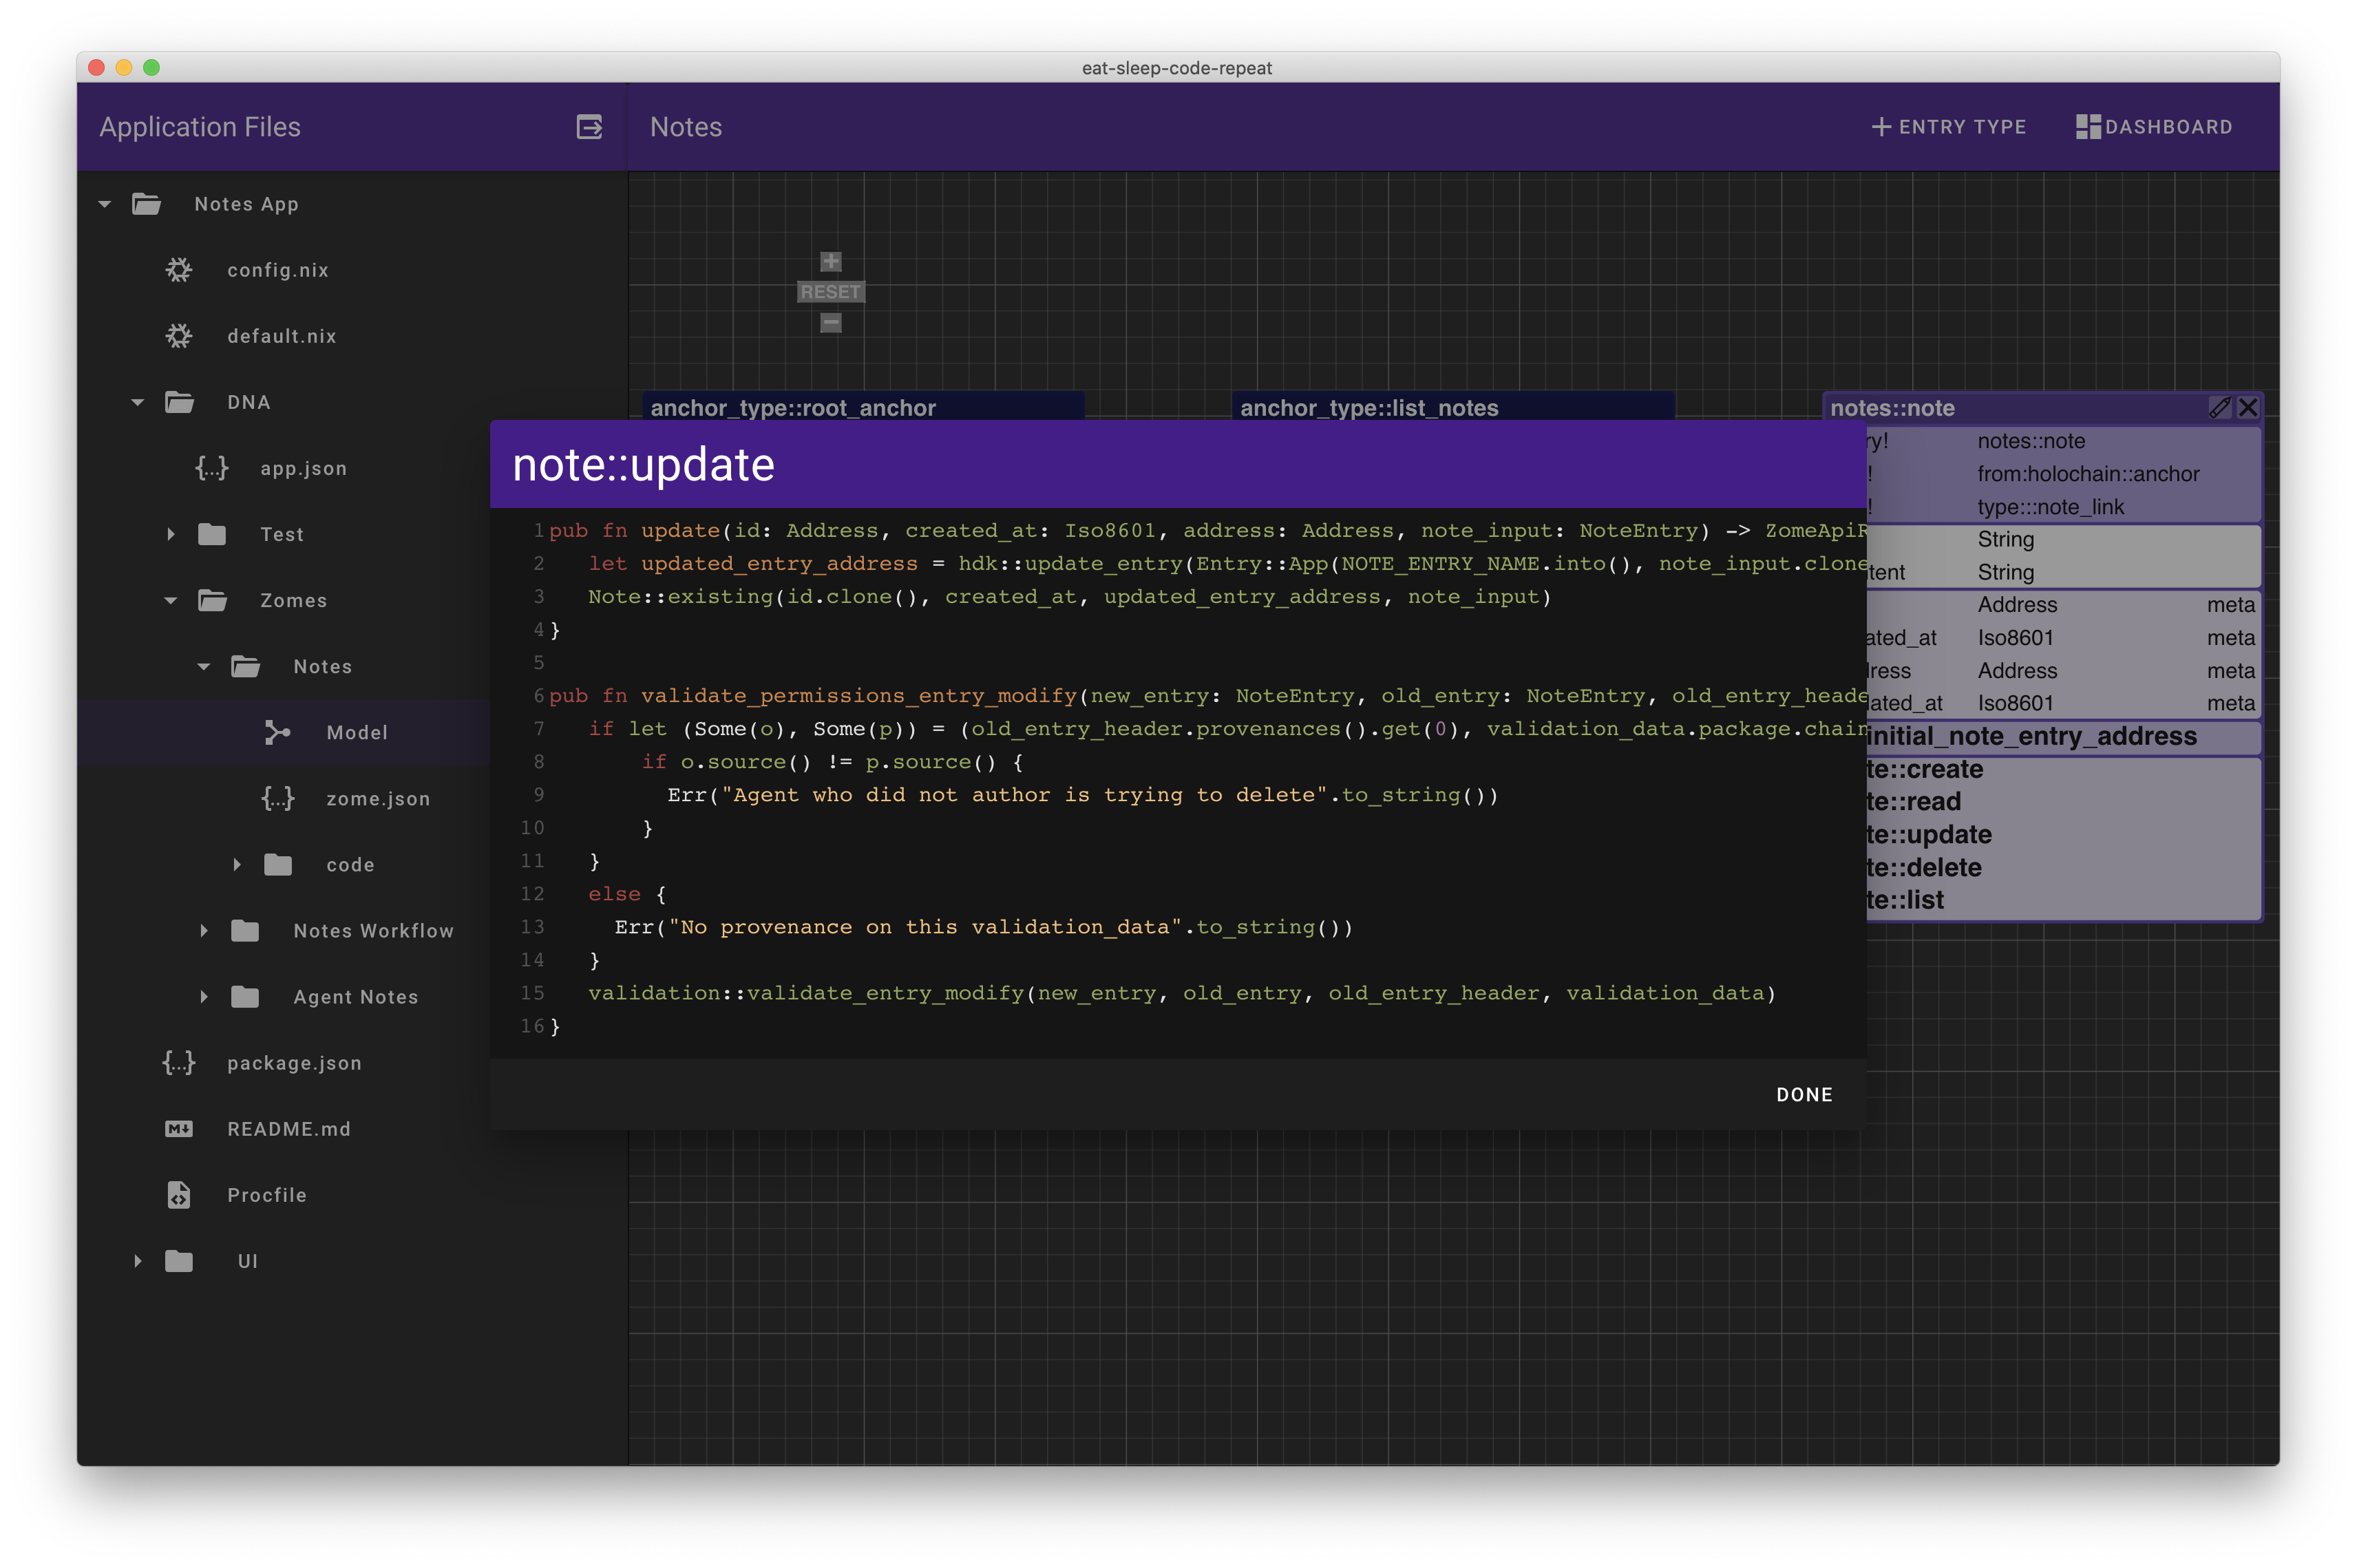 eat-sleep-code-repeat
Application Files
Notes
ENTRY TYPE
DASHBOARD
Notes App
config.nix
default.nix
DNA
app.json
Test
Zomes
Notes
Model
zome.json
code
Notes Workflow
Agent Notes
package.json
README.md
Procfile
UI
+
RESET
−
anchor_type::root_anchor
anchor_type::list_notes
notes::note
note::update
1 pub fn update(id: Address, created_at: Iso8601, address: Address, note_input: NoteEntry) -> ZomeApiR
2 let updated_entry_address = hdk::update_entry(Entry::App(NOTE_ENTRY_NAME.into(), note_input.clone
3 Note::existing(id.clone(), created_at, updated_entry_address, note_input)
4 }
5
6 pub fn validate_permissions_entry_modify(new_entry: NoteEntry, old_entry: NoteEntry, old_entry_heade
7 if let (Some(o), Some(p)) = (old_entry_header.provenances().get(0), validation_data.package.chain
8 if o.source() != p.source() {
9 Err("Agent who did not author is trying to delete".to_string())
10 }
11 }
12 else {
13 Err("No provenance on this validation_data".to_string())
14 }
15 validation::validate_entry_modify(new_entry, old_entry, old_entry_header, validation_data)
16 }
DONE
ry! notes::note
! from:holochain::anchor
! type:::note_link
String
tent String
Address meta
ated_at Iso8601 meta
ress Address meta
lated_at Iso8601 meta
initial_note_entry_address
te::create
te::read
te::update
te::delete
te::list